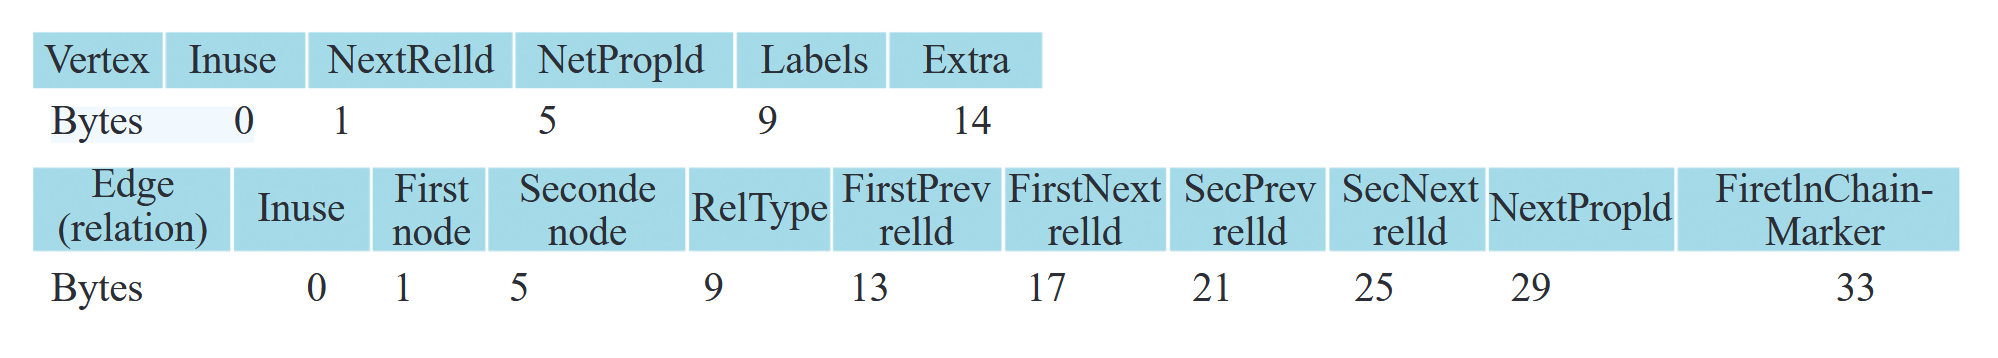 Vertex Inuse NextRelld NetPropld Labels Extra
Bytes 0 1 5 9 14
Edge (relation) Inuse First node Seconde node RelType FirstPrev relld FirstNext relld SecPrev relld SecNext relld NextPropld FiretlnChain-Marker
Bytes 0 1 5 9 13 17 21 25 29 33